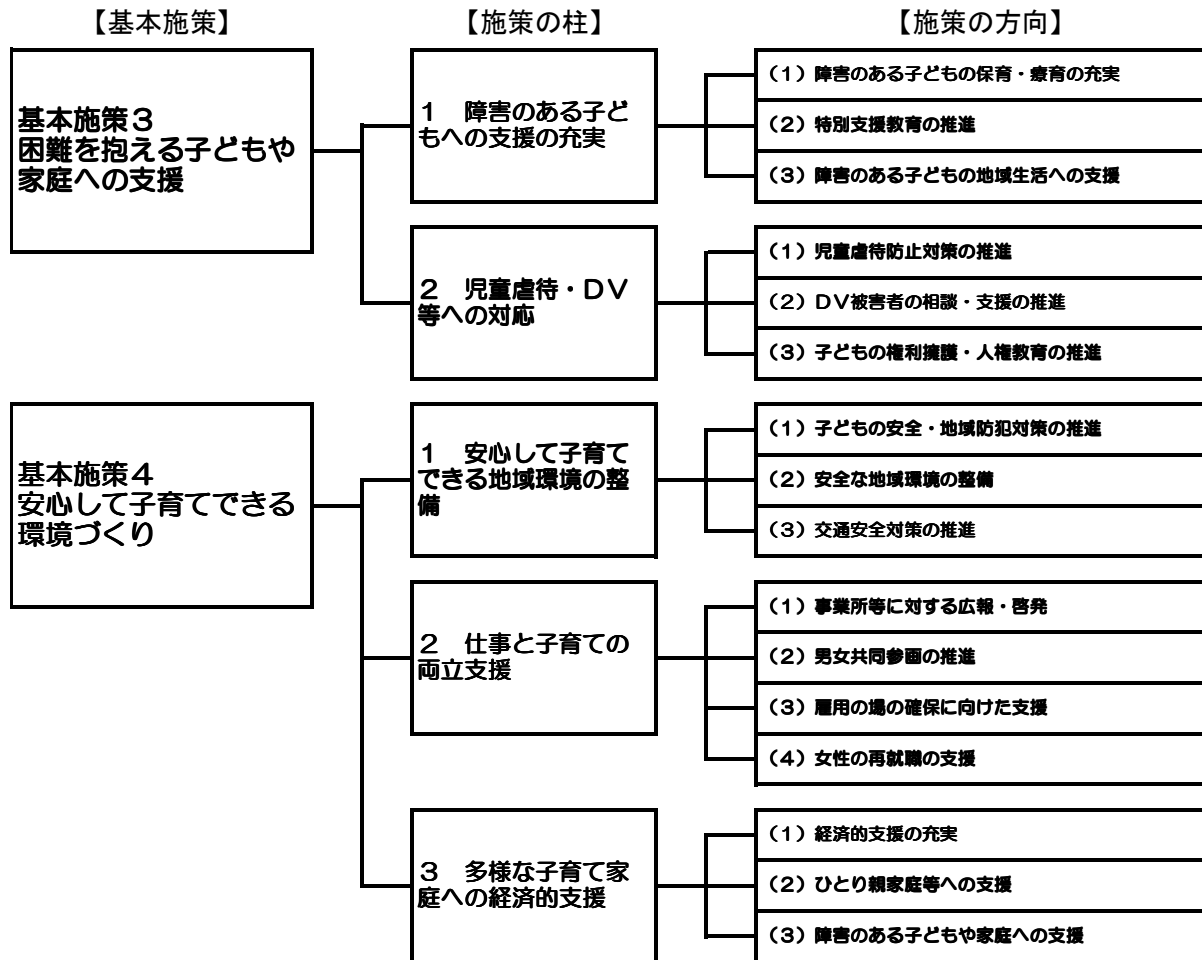 【基本施策】
【施策の柱】
【施策の方向】
基本施策３
困難を抱える子どもや
家庭への支援
１　障害のある子ど
もへの支援の充実
（１）障害のある子どもの保育・療育の充実
（２）特別支援教育の推進
（３）障害のある子どもの地域生活への支援
２　児童虐待・ＤＶ
等への対応
（１）児童虐待防止対策の推進
（２）ＤＶ被害者の相談・支援の推進
（３）子どもの権利擁護・人権教育の推進
基本施策４
安心して子育てできる
環境づくり
１　安心して子育て
できる地域環境の整
備
（１）子どもの安全・地域防犯対策の推進
（２）安全な地域環境の整備
（３）交通安全対策の推進
２　仕事と子育ての
両立支援
（１）事業所等に対する広報・啓発
（２）男女共同参画の推進
（３）雇用の場の確保に向けた支援
（４）女性の再就職の支援
３　多様な子育て家
庭への経済的支援
（１）経済的支援の充実
（２）ひとり親家庭等への支援
（３）障害のある子どもや家庭への支援